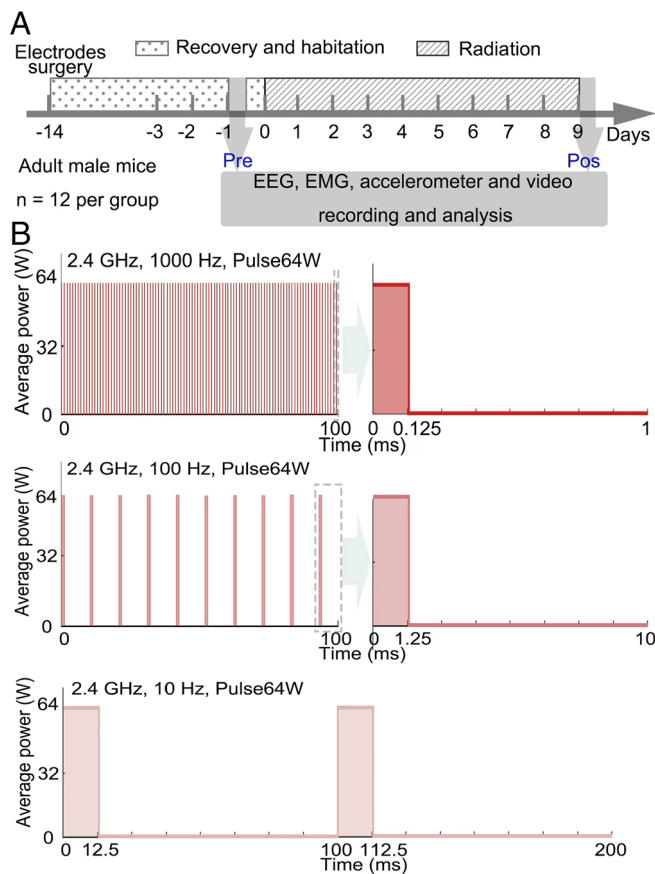 A
Electrodes
surgery
Recovery and habitation
Radiation
-14 -3 -2 -1 0 1 2 3 4 5 6 7 8 9 Days
Adult male mice
Pre
Pos
n = 12 per group
EEG, EMG, accelerometer and video
recording and analysis
B
2.4 GHz, 1000 Hz, Pulse64W
Average power (W)
64
32
0
0 100
Time (ms)
0 0.125 1
Time (ms)
2.4 GHz, 100 Hz, Pulse64W
Average power (W)
64
32
0
0 100
Time (ms)
0 1.25 10
2.4 GHz, 10 Hz, Pulse64W
Average power (W)
64
32
0
0 12.5 100 112.5 200
Time (ms)